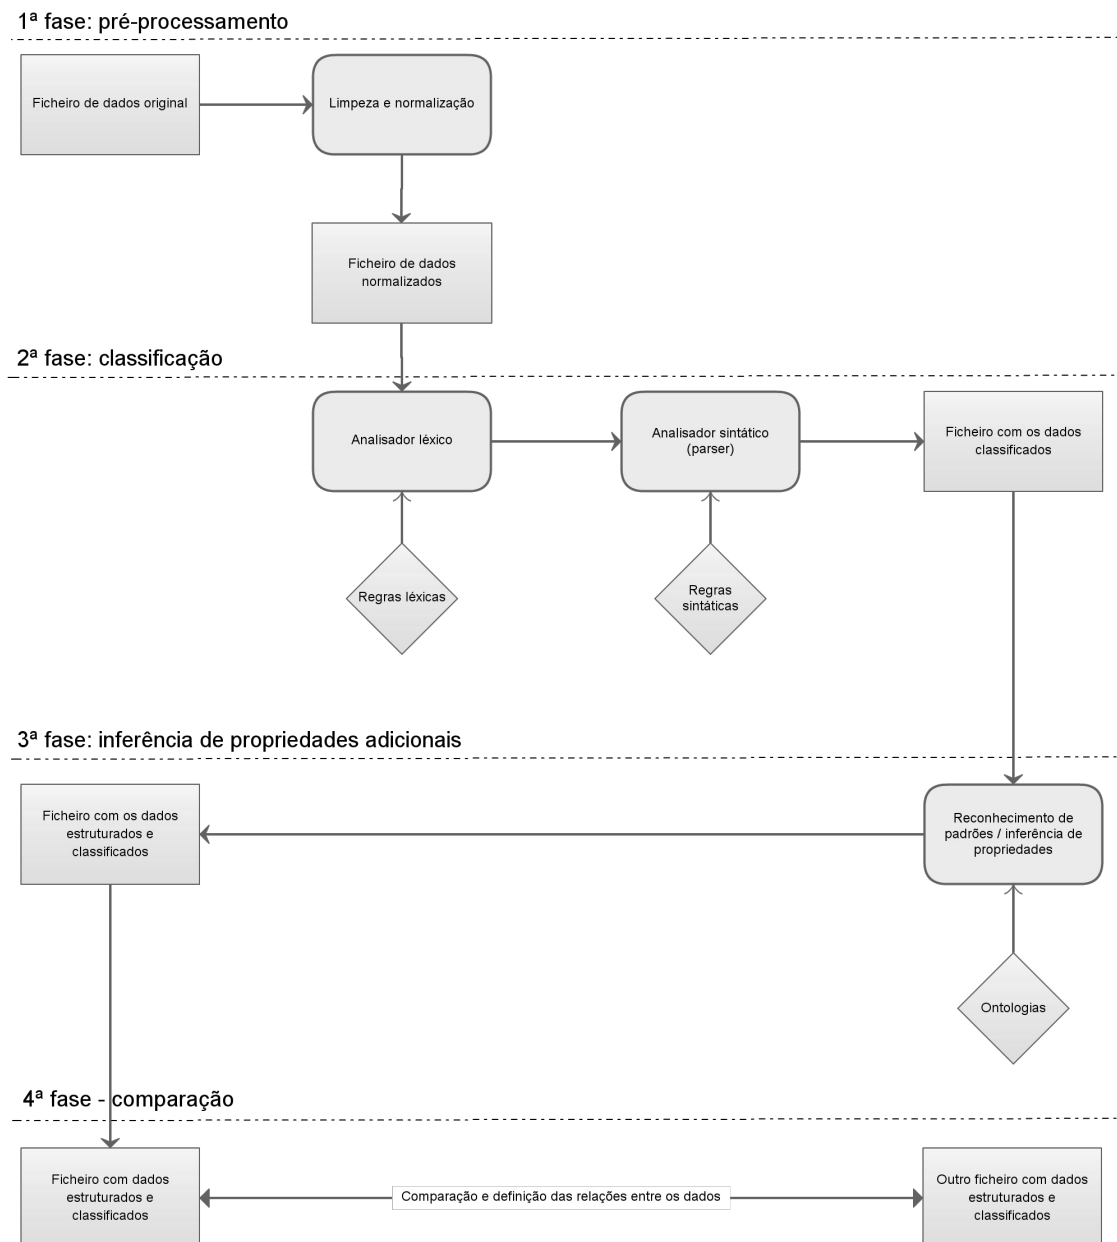 1ª fase: pré-processamento
Ficheiro de dados original
Limpeza e normalização
Ficheiro de dados
normalizados
2ª fase: classificação
Analisador léxico
Analisador sintático
(parser)
Ficheiro com os dados
classificados
Regras léxicas
Regras
sintáticas
3ª fase: inferência de propriedades adicionais
Ficheiro com os dados
estruturados e
classificados
Reconhecimento de
padrões / inferência de
propriedades
Ontologias
4ª fase - comparação
Ficheiro com dados
estruturados e
classificados
Comparação e definição das relações entre os dados
Outro ficheiro com dados
estruturados e
classificados